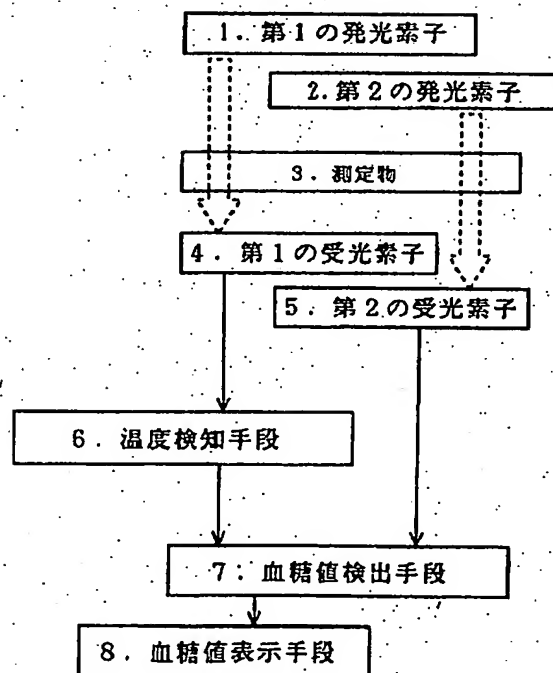 1. 第1の発光素子
2.第2の発光素子
3. 測定物
4. 第1の受光素子
5. 第2の受光素子
6. 温度検知手段
7. 血糖値検出手段
8. 血糖値表示手段